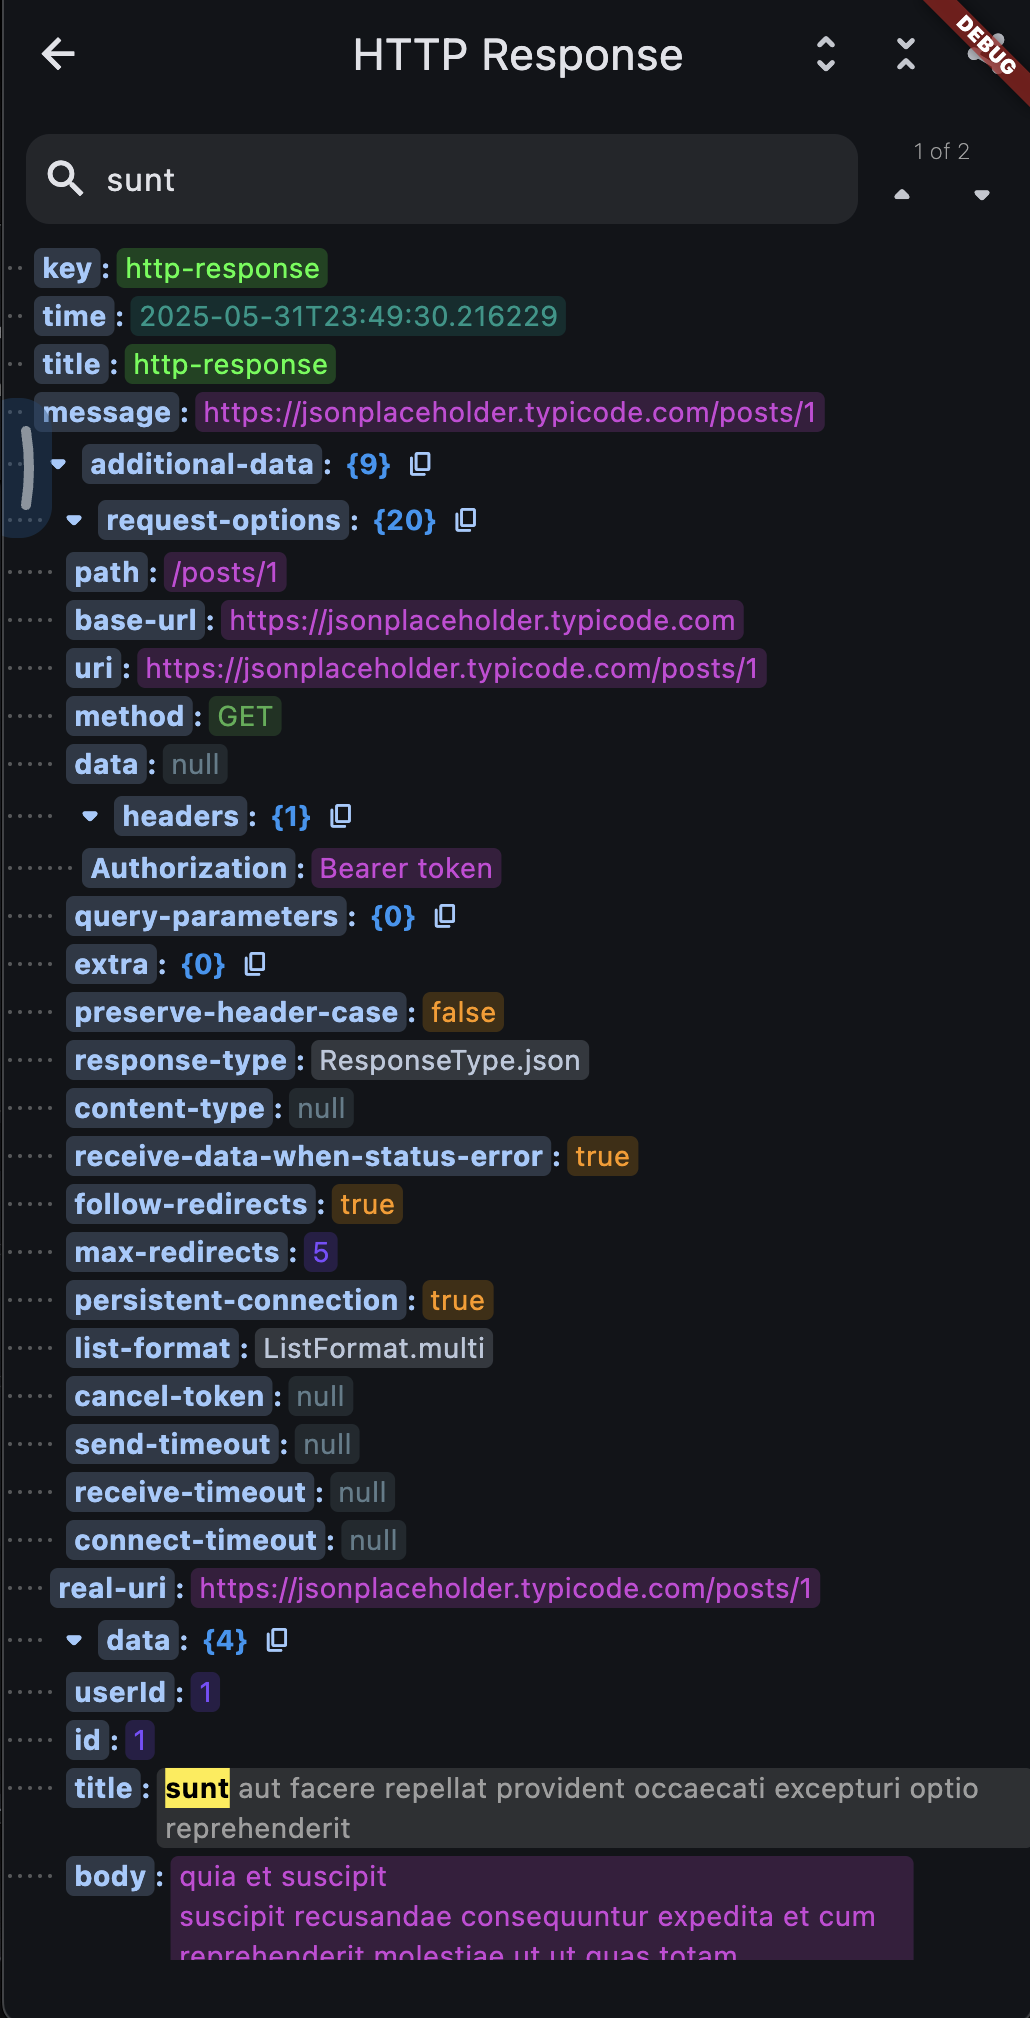 HTTP Response
DEBUG
sunt
1 of 2
key : http-response
time : 2025-05-31T23:49:30.216229
title : http-response
message : https://jsonplaceholder.typicode.com/posts/1
additional-data : {9}
request-options : {20}
path : /posts/1
base-url : https://jsonplaceholder.typicode.com
uri : https://jsonplaceholder.typicode.com/posts/1
method : GET
data : null
headers : {1}
Authorization : Bearer token
query-parameters : {0}
extra : {0}
preserve-header-case : false
response-type : ResponseType.json
content-type : null
receive-data-when-status-error : true
follow-redirects : true
max-redirects : 5
persistent-connection : true
list-format : ListFormat.multi
cancel-token : null
send-timeout : null
receive-timeout : null
connect-timeout : null
real-uri : https://jsonplaceholder.typicode.com/posts/1
data : {4}
userId : 1
id : 1
title : sunt aut facere repellat provident occaecati excepturi optio
reprehenderit
body : quia et suscipit
suscipit recusandae consequuntur expedita et cum
reprehenderit molestiae ut ut quas totam